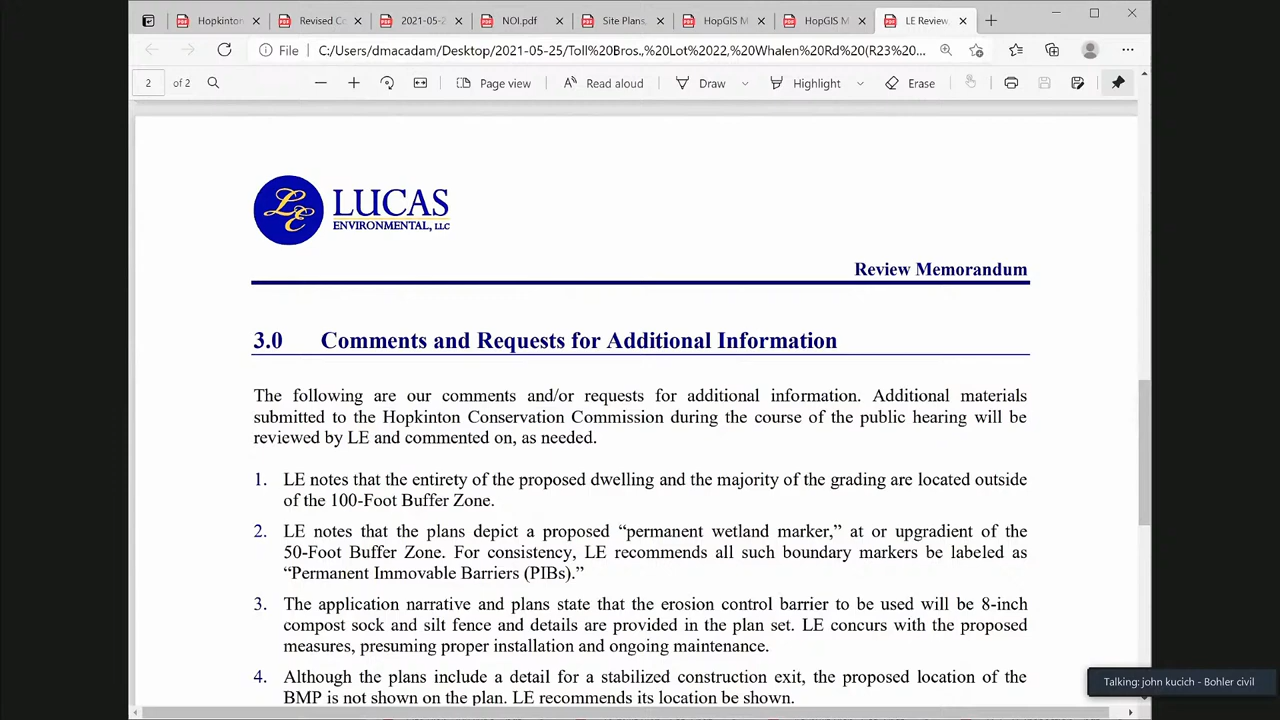 Hopkinton
Revised C
2021-05-2
NOI.pdf
Site Plans,
HopGIS M
HopGIS M
LE Review
File
C:/Users/dmacadam/Desktop/2021-05-25/Toll%20Bros.,%20Lot%2022,%20Whalen%20Rd%20(R23%20...
2 of 2
Page view
Read aloud
Draw
Highlight
Erase
LE
LUCAS
ENVIRONMENTAL, LLC
Review Memorandum
3.0 Comments and Requests for Additional Information
The following are our comments and/or requests for additional information. Additional materials
submitted to the Hopkinton Conservation Commission during the course of the public hearing will be
reviewed by LE and commented on, as needed.
1. LE notes that the entirety of the proposed dwelling and the majority of the grading are located outside
of the 100-Foot Buffer Zone.
2. LE notes that the plans depict a proposed “permanent wetland marker,” at or upgradient of the
50-Foot Buffer Zone. For consistency, LE recommends all such boundary markers be labeled as
“Permanent Immovable Barriers (PIBs).”
3. The application narrative and plans state that the erosion control barrier to be used will be 8-inch
compost sock and silt fence and details are provided in the plan set. LE concurs with the proposed
measures, presuming proper installation and ongoing maintenance.
4. Although the plans include a detail for a stabilized construction exit, the proposed location of the
BMP is not shown on the plan. LE recommends its location be shown.
Talking: john kucich - Bohler civil